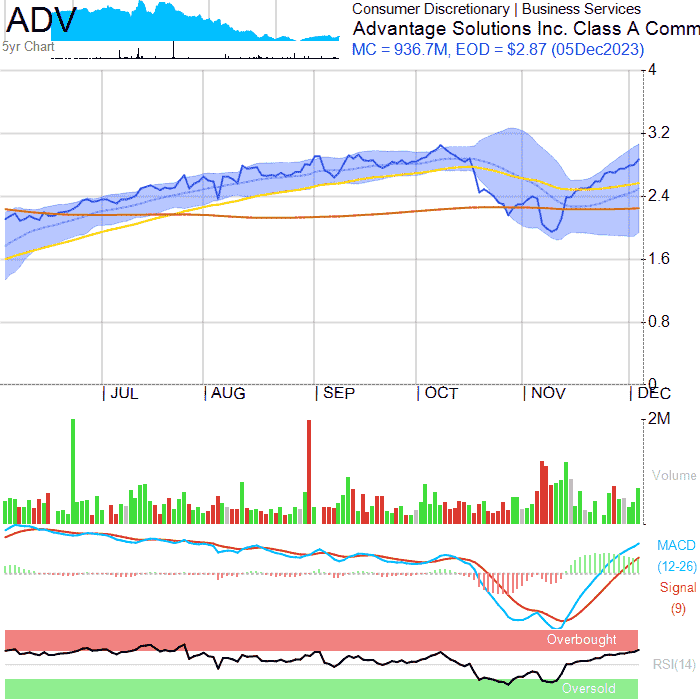 ADV
5yr Chart
Consumer Discretionary | Business Services
Advantage Solutions Inc. Class A Comm
MC = 936.7M, EOD = $2.87 (05Dec2023)
4
3.2
2.4
1.6
0.8
0
JUL
AUG
SEP
OCT
NOV
DEC
2M
Volume
MACD
(12-26)
Signal
(9)
Overbought
RSI(14)
Oversold